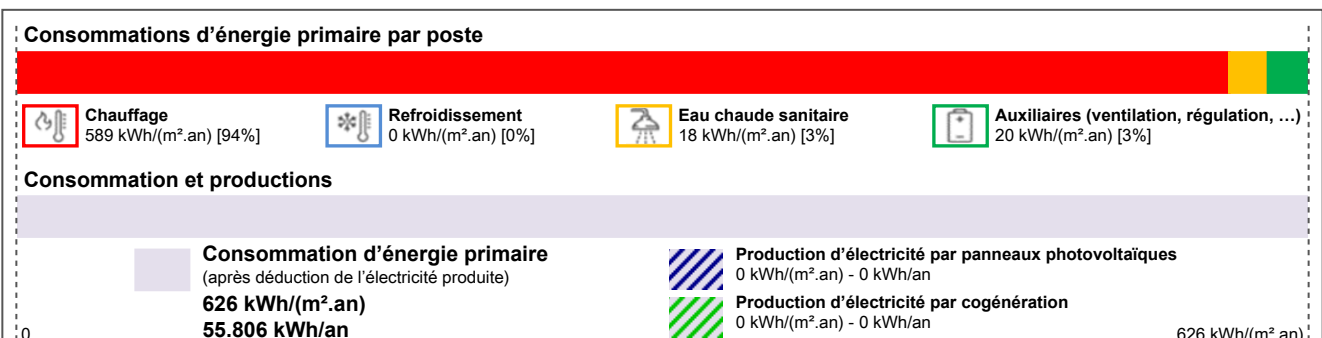 Consommations d’énergie primaire par poste
Chauffage
589 kWh/(m².an) [94%]
Refroidissement
0 kWh/(m².an) [0%]
Eau chaude sanitaire
18 kWh/(m².an) [3%]
Auxiliaires (ventilation, régulation, …)
20 kWh/(m².an) [3%]
Consommation et productions
Consommation d’énergie primaire
(après déduction de l’électricité produite)
626 kWh/(m².an)
55.806 kWh/an
Production d’électricité par panneaux photovoltaïques
0 kWh/(m².an) - 0 kWh/an
Production d’électricité par cogénération
0 kWh/(m².an) - 0 kWh/an
0
626 kWh/(m².an)